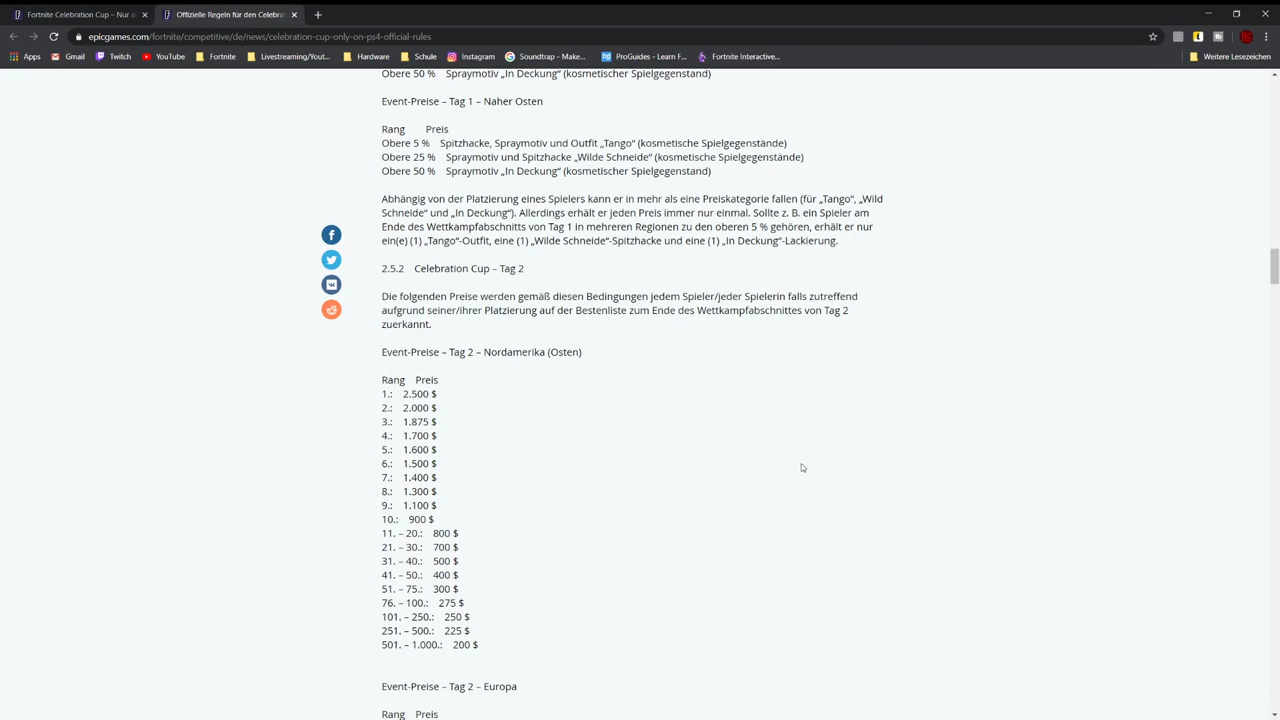 Fortnite Celebration Cup – Nur a
Offizielle Regeln für den Celebra
epicgames.com/fortnite/competitive/de/news/celebration-cup-only-on-ps4-official-rules
Apps Gmail Twitch YouTube Fortnite Livestreaming/Yout... Hardware Schule Instagram Soundtrap - Make... ProGuides - Learn F... Fortnite Interactive... Weitere Lesezeichen
Obere 50 % Spraymotiv „In Deckung“ (kosmetischer Spielgegenstand)
Event-Preise – Tag 1 – Naher Osten
Rang Preis
Obere 5 % Spitzhacke, Spraymotiv und Outfit „Tango“ (kosmetische Spielgegenstände)
Obere 25 % Spraymotiv und Spitzhacke „Wilde Schneide“ (kosmetische Spielgegenstände)
Obere 50 % Spraymotiv „In Deckung“ (kosmetischer Spielgegenstand)
Abhängig von der Platzierung eines Spielers kann er in mehr als eine Preiskategorie fallen (für „Tango“, „Wild
Schneide“ und „In Deckung“). Allerdings erhält er jeden Preis immer nur einmal. Sollte z. B. ein Spieler am
Ende des Wettkampfabschnitts von Tag 1 in mehreren Regionen zu den oberen 5 % gehören, erhält er nur
ein(e) (1) „Tango“-Outfit, eine (1) „Wilde Schneide“-Spitzhacke und eine (1) „In Deckung“-Lackierung.
2.5.2 Celebration Cup – Tag 2
Die folgenden Preise werden gemäß diesen Bedingungen jedem Spieler/jeder Spielerin falls zutreffend
aufgrund seiner/ihrer Platzierung auf der Bestenliste zum Ende des Wettkampfabschnittes von Tag 2
zuerkannt.
Event-Preise – Tag 2 – Nordamerika (Osten)
Rang Preis
1.: 2.500 $
2.: 2.000 $
3.: 1.875 $
4.: 1.700 $
5.: 1.600 $
6.: 1.500 $
7.: 1.400 $
8.: 1.300 $
9.: 1.100 $
10.: 900 $
11. – 20.: 800 $
21. – 30.: 700 $
31. – 40.: 500 $
41. – 50.: 400 $
51. – 75.: 300 $
76. – 100.: 275 $
101. – 250.: 250 $
251. – 500.: 225 $
501. – 1.000.: 200 $
Event-Preise – Tag 2 – Europa
Rang Preis